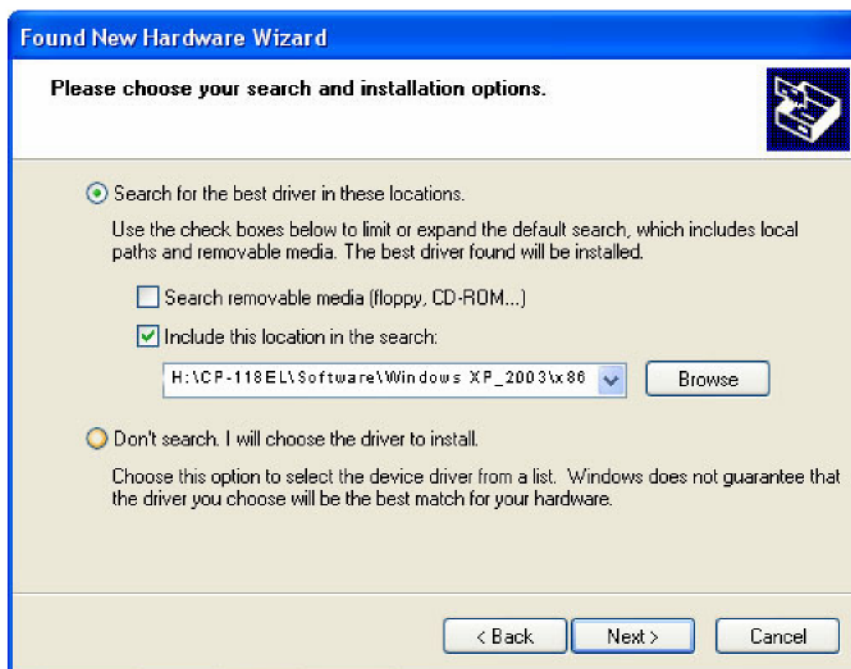 Found New Hardware Wizard
Please choose your search and installation options.
Search for the best driver in these locations.
Use the check boxes below to limit or expand the default search, which includes local
paths and removable media. The best driver found will be installed.
Search removable media (floppy, CD-ROM...)
Include this location in the search:
H:\CP-118EL\Software\Windows XP_2003\x86
Browse
Don't search. I will choose the driver to install.
Choose this option to select the device driver from a list. Windows does not guarantee that
the driver you choose will be the best match for your hardware.
< Back
Next >
Cancel